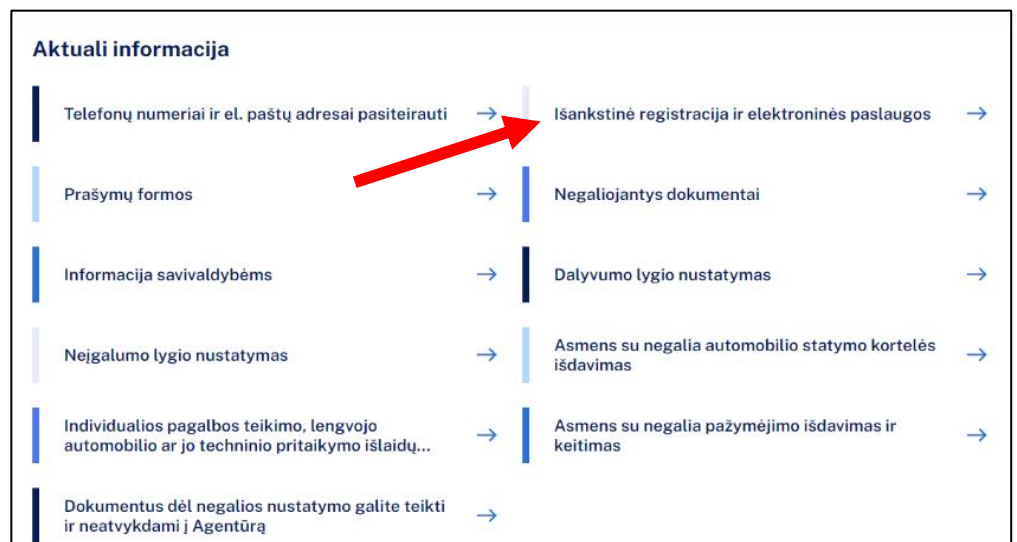 Aktuali informacija
Telefonų numeriai ir el. paštų adresai pasiteirauti
Išankstinė registracija ir elektroninės paslaugos
Prašymų formos
Negaliojantys dokumentai
Informacija savivaldybėms
Dalyvumo lygio nustatymas
Neįgalumo lygio nustatymas
Asmens su negalia automobilio statymo kortelės
išdavimas
Individualios pagalbos teikimo, lengvojo
automobilio ar jo techninio pritaikymo išlaidų...
Asmens su negalia pažymėjimo išdavimas ir
keitimas
Dokumentus dėl negalios nustatymo galite teikti
ir neatvykdami į Agentūrą